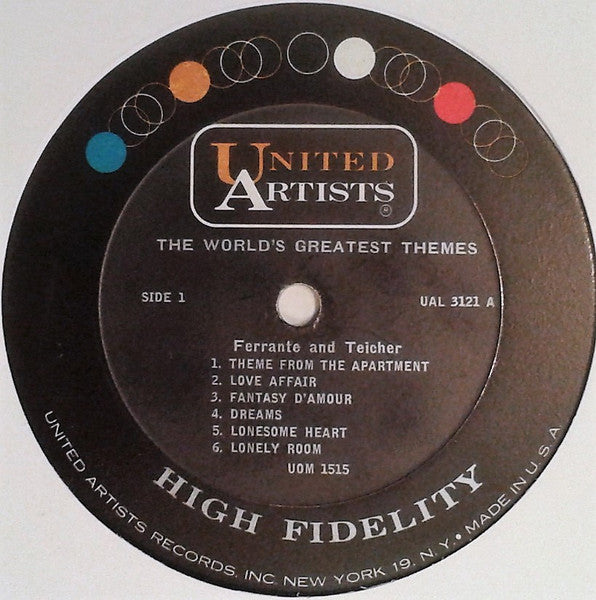 UNITED
ARTISTS
®
THE WORLD'S GREATEST THEMES
SIDE 1
UAL 3121 A
Ferrante and Teicher
1. THEME FROM THE APARTMENT
2. LOVE AFFAIR
3. FANTASY D'AMOUR
4. DREAMS
5. LONESOME HEART
6. LONELY ROOM
UOM 1515
HIGH FIDELITY
UNITED ARTISTS RECORDS, INC. NEW YORK 19, N.Y. • MADE IN U.S.A.